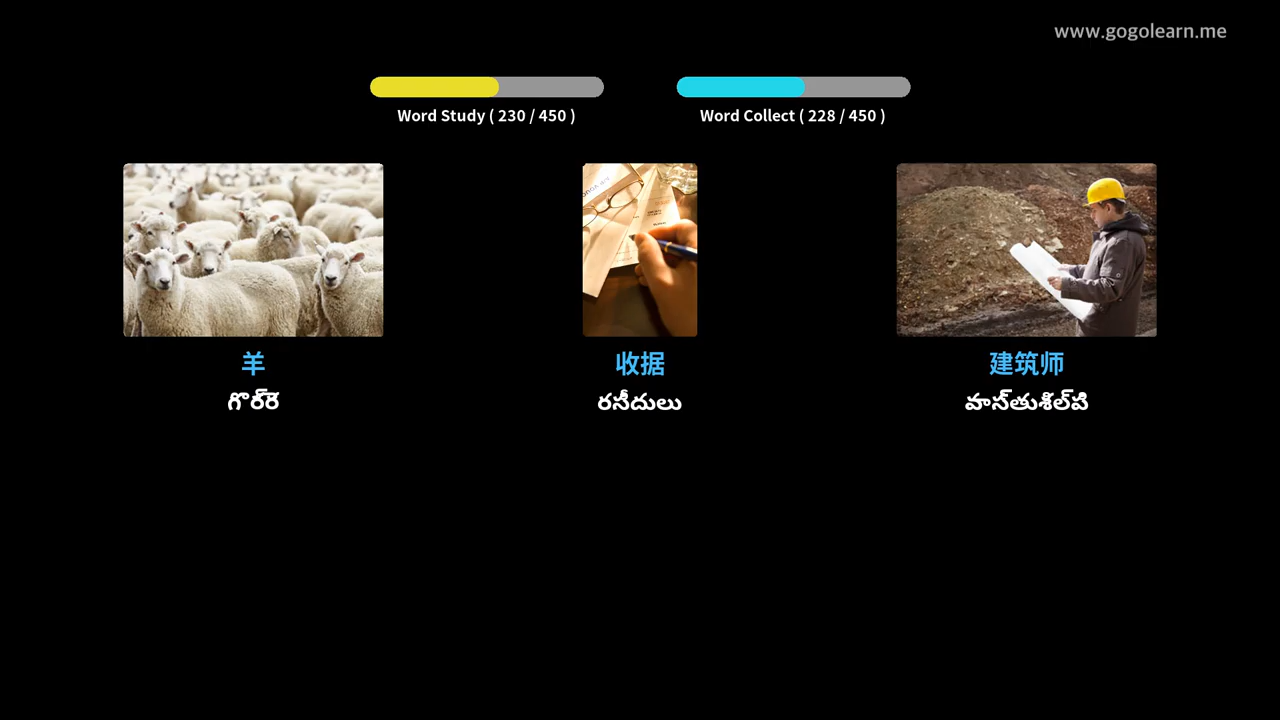 www.gogolearn.me
Word Study ( 230 / 450 )
Word Collect ( 228 / 450 )
羊
收据
建筑师
గొర్రె
రసీదులు
వాస్తుశిల్పి